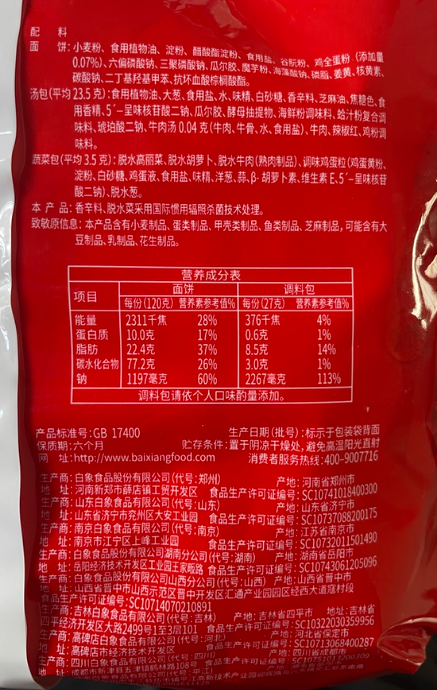 配 料
面 饼:小麦粉、食用植物油、淀粉、醋酸酯淀粉、食用盐、谷朊粉、鸡全蛋粉(添加量
0.07%)、六偏磷酸钠、三聚磷酸钠、瓜尔胶、魔芋粉、海藻酸钠、磷脂、姜黄、核黄素、
碳酸钠、二丁基羟基甲苯、抗坏血酸棕榈酸酯。
汤包(平均23.5克):食用植物油、大葱、食用盐、水、味精、白砂糖、香辛料、芝麻油、焦糖色、食
用香精、5′-呈味核苷酸二钠、瓜尔胶、酵母抽提物、海鲜粉调味料、蛤汁粉复合调
味料、琥珀酸二钠、牛肉汤0.04克(牛肉、牛骨、水、食用盐)、牛肉、辣椒红、鸡粉调
味料。
蔬菜包(平均3.5克):脱水高丽菜、脱水胡萝卜、脱水牛肉(熟肉制品)、调味鸡蛋粒(鸡蛋黄粉、
淀粉、白砂糖、鸡蛋液、食用盐、味精、洋葱、蒜、β-胡萝卜素、维生素E、5′-呈味核苷
酸二钠)、脱水葱。
本 产 品:香辛料、脱水菜采用国际惯用辐照杀菌技术处理。
致敏原信息:本产品含有小麦制品、蛋类制品、甲壳类制品、鱼类制品、芝麻制品,可能含有大
豆制品、乳制品、花生制品。
营养成分表
项目 面饼 调料包
每份(120克) 营养素参考值% 每份(27克) 营养素参考值%
能量 2311千焦 28% 376千焦 4%
蛋白质 10.0克 17% 0.6克 1%
脂肪 22.4克 37% 8.5克 14%
碳水化合物 77.2克 26% 3.0克 1%
钠 1197毫克 60% 2267毫克 113%
调料包请依个人口味酌量添加。
产品标准号:GB 17400 生产日期(批号):标示于包装袋背面
保质期:六个月 贮存条件:置于阴凉干燥处,避免高温阳光直射
网 址:http://www.baixiangfood.com 消费者服务热线:400-9007716
生产商:白象食品股份有限公司(代号:郑州) 产地:河南省郑州市
地 址:河南新郑市薛店镇工贸开发区 食品生产许可证编号:SC10741018400300
生产商:山东白象食品有限公司(代号:山东) 产地:山东省济宁市
地 址:山东省济宁市兖州区大安工业园 食品生产许可证编号:SC10737088200175
生产商:南京白象食品有限公司(代号:南京) 产地:江苏省南京市
地 址:南京市江宁区上峰工业园 食品生产许可证编号:SC10732011501490
生产商:白象食品股份有限公司湖南分公司(代号:湖南) 产地:湖南省岳阳市
地 址:岳阳经济技术开发区工业园王家畈路 食品生产许可证编号:SC10743061205096
生产商:白象食品股份有限公司山西分公司(代号:山西) 产地:山西省晋中市
地 址:山西省晋中市山西示范区晋中开发区汇通产业园园区经西大道
食品生产许可证编号:SC10714070210891
生产商:吉林白象食品有限公司(代号:吉林) 产地:吉林省四平市 地址:吉林省
四平经济开发区大路2499号1至3层101 食品生产许可证编号:SC10322030359956
生产商:高碑店白象食品有限公司(代号:河北) 产地:河北省保定市
地 址:高碑店市经济技术开发区 食品生产许可证编号:SC10713068400287
生产商:四川白象食品有限公司(代号:四川) 产地:四川省成都市